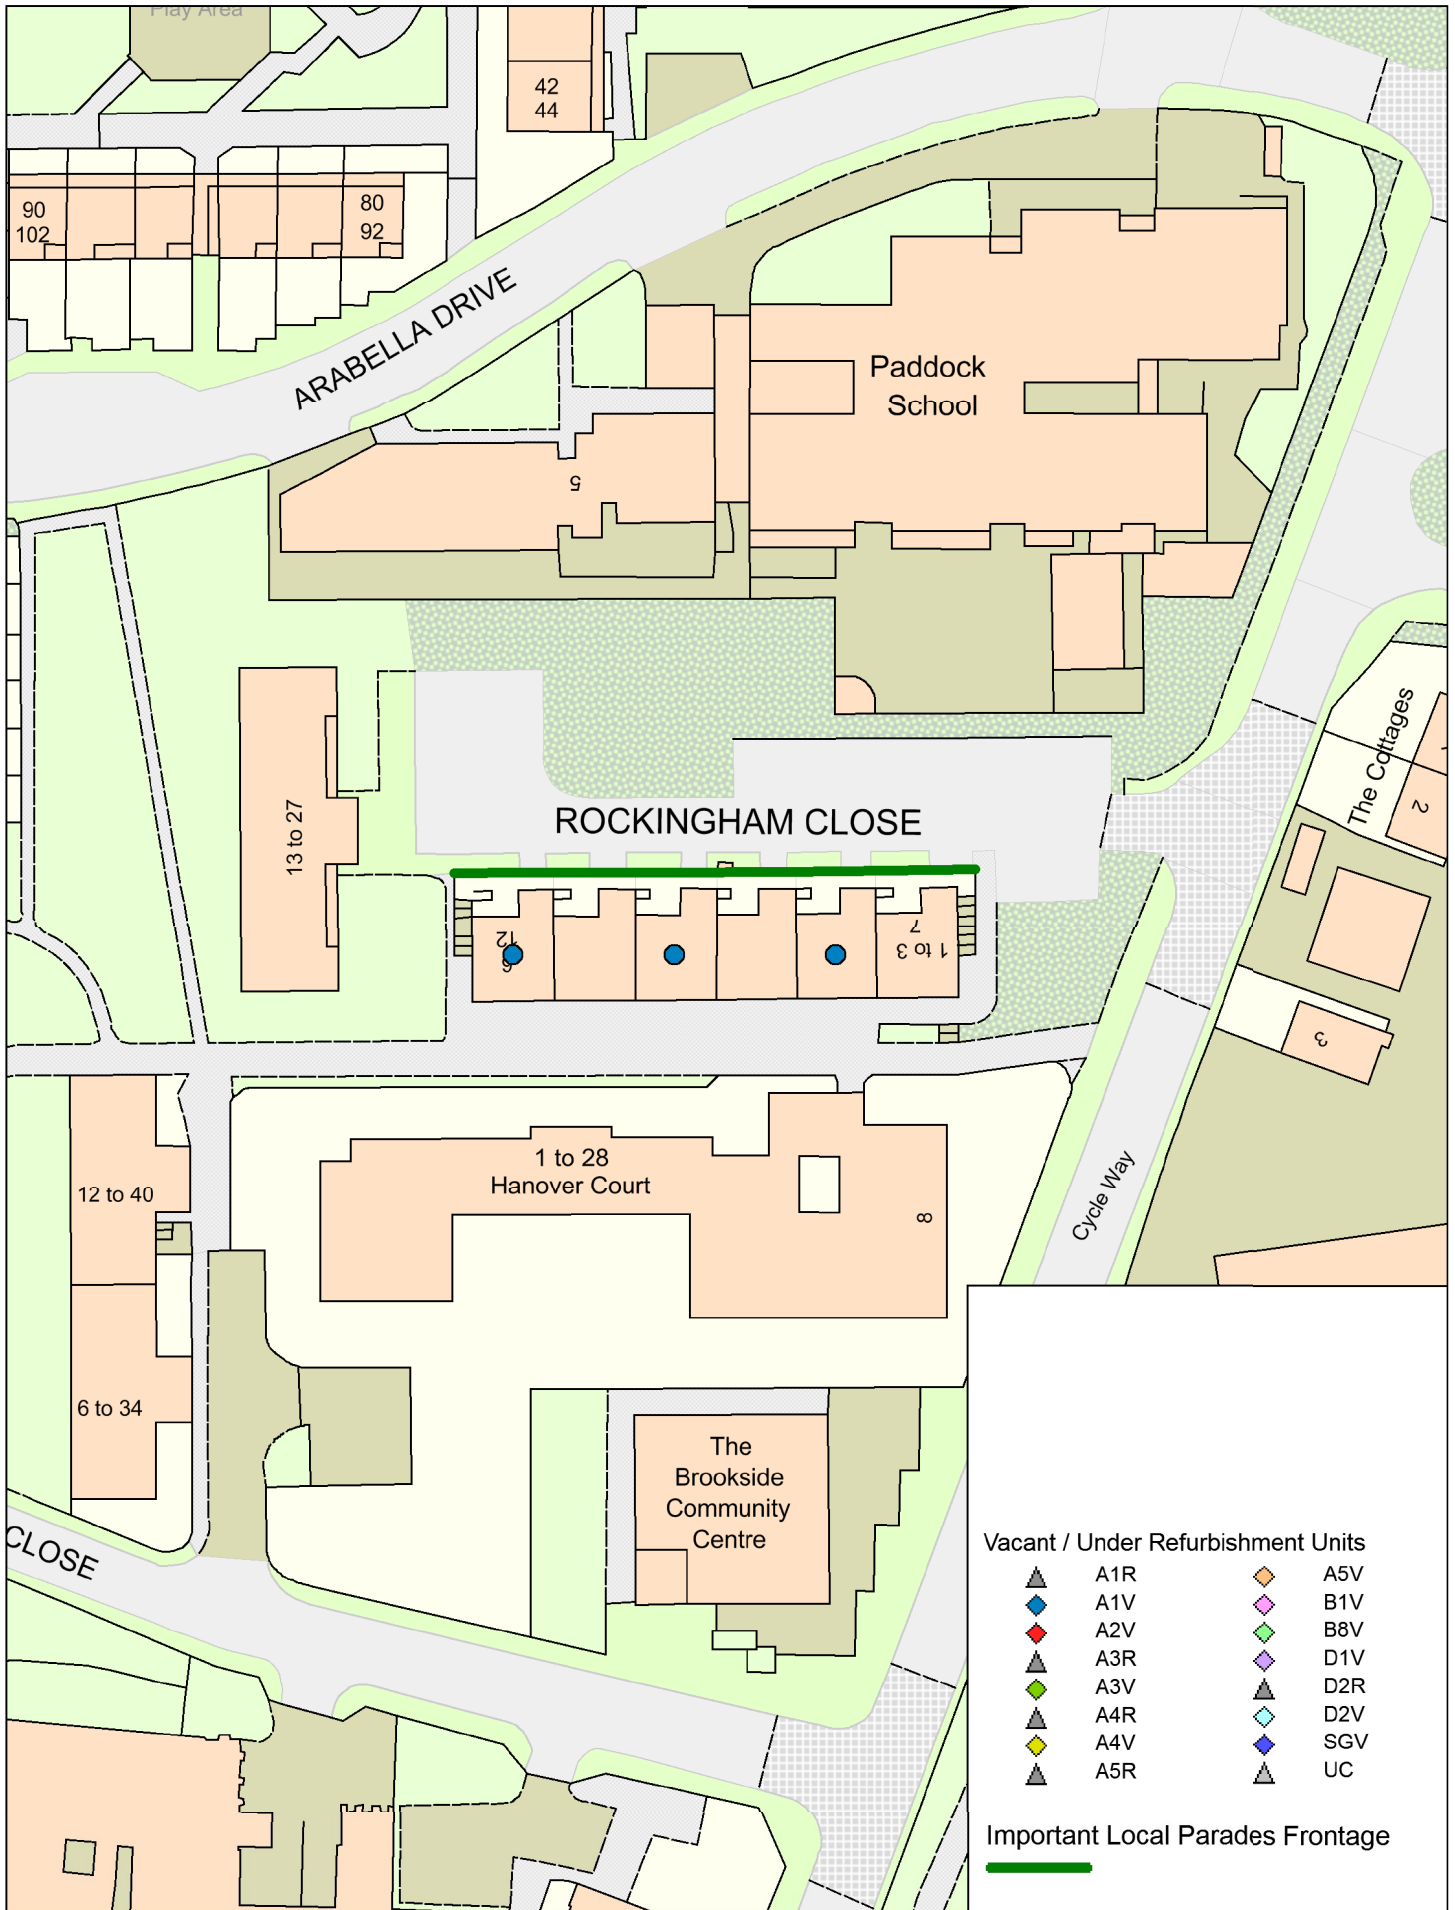 Play Area
42
44
90
102
80
92
ARABELLA DRIVE
Paddock
School
5
The Cottages
2
13 to 27
ROCKINGHAM CLOSE
12
6
7
1 to 3
3
1 to 28
Hanover Court
8
12 to 40
Cycle Way
6 to 34
The
Brookside
Community
Centre
CLOSE
Vacant / Under Refurbishment Units
A1R
A1V
A2V
A3R
A3V
A4R
A4V
A5R
A5V
B1V
B8V
D1V
D2R
D2V
SGV
UC
Important Local Parades Frontage